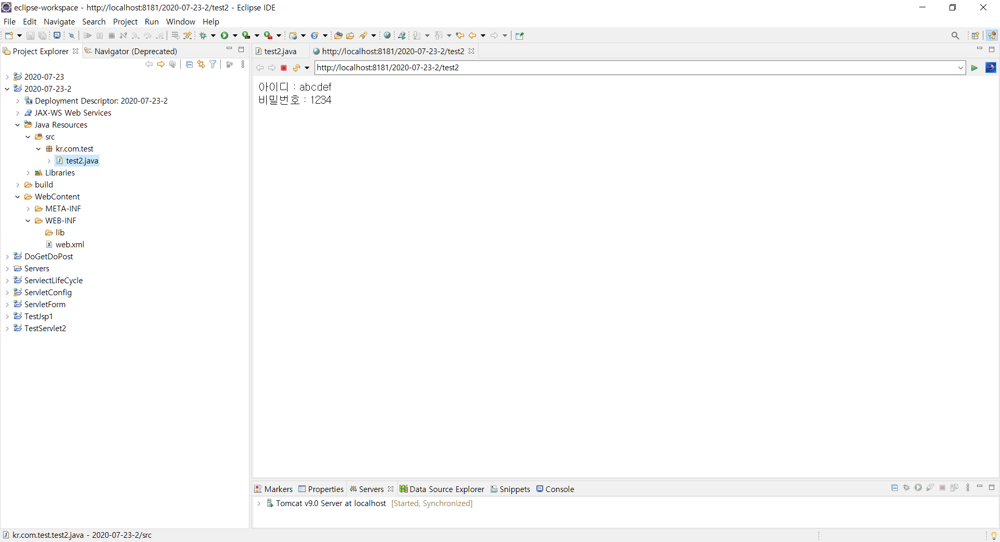 eclipse-workspace - http://localhost:8181/2020-07-23-2/test2 - Eclipse IDE
File Edit Navigate Search Project Run Window Help
Project Explorer Navigator (Deprecated)
2020-07-23
2020-07-23-2
Deployment Descriptor: 2020-07-23-2
JAX-WS Web Services
Java Resources
src
kr.com.test
test2.java
Libraries
build
WebContent
META-INF
WEB-INF
lib
web.xml
DoGetDoPost
Servers
ServiectLifeCycle
ServletConfig
ServletForm
TestJsp1
TestServlet2
test2.java http://localhost:8181/2020-07-23-2/test2
http://localhost:8181/2020-07-23-2/test2
아이디 : abcdef
비밀번호 : 1234
Markers Properties Servers Data Source Explorer Snippets Console
Tomcat v9.0 Server at localhost [Started, Synchronized]
kr.com.test.test2.java - 2020-07-23-2/src